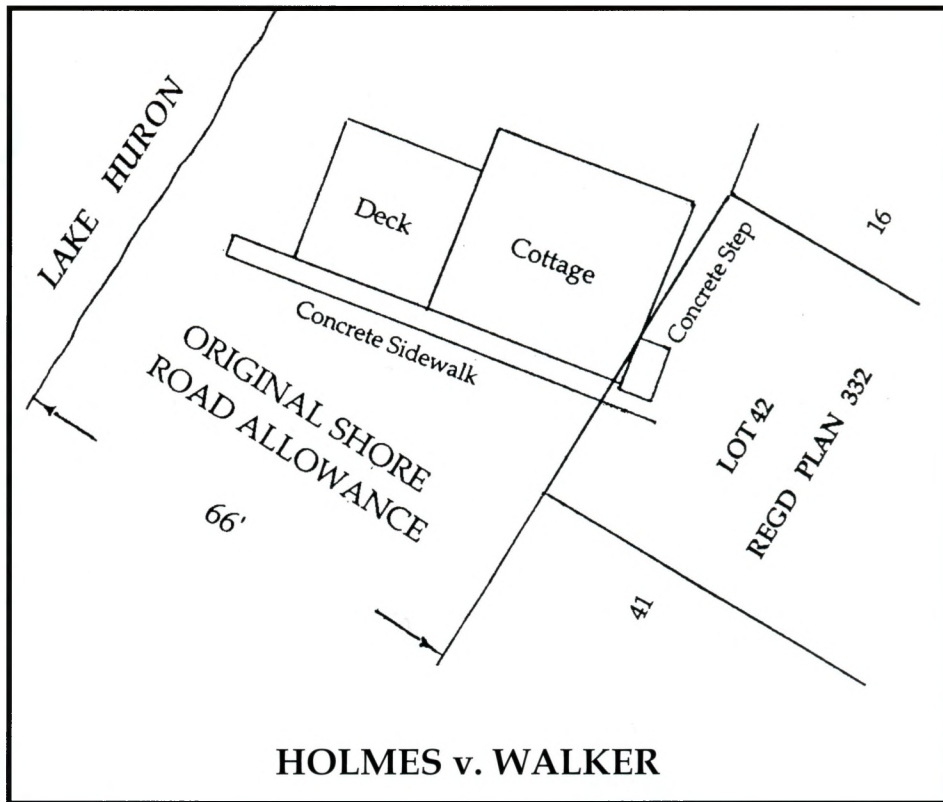 LAKE HURON
Deck
Cottage
Concrete Step
16
Concrete Sidewalk
ORIGINAL SHORE
ROAD ALLOWANCE
66'
LOT 42
REGD PLAN 332
41
HOLMES v. WALKER